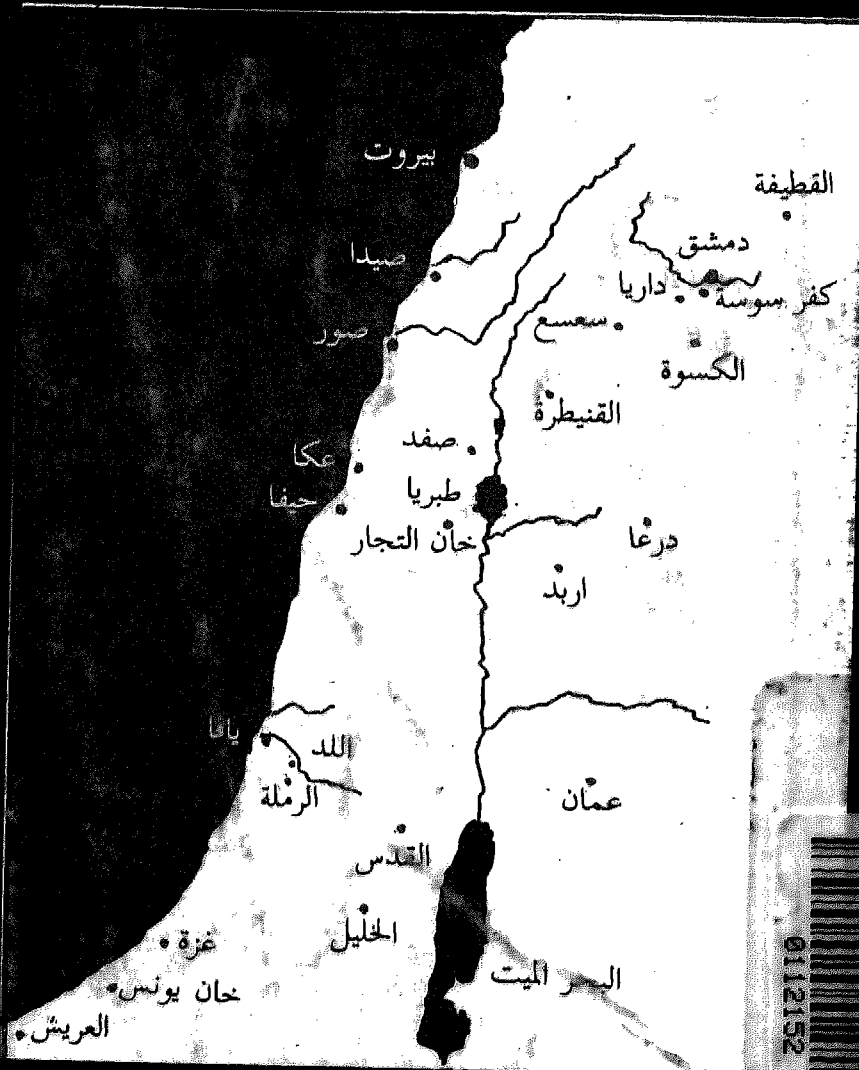 بيروت
القطيفة
دمشق
صيدا
داريا
كفر سوسة
سعسع
صور
الكسوة
القنيطرة
صفد
عكا
طبريا
حيفا
خان التجار
درعا
اربد
يافا
اللد
الرملة
عمان
القدس
الخليل
غزة
البحر الميت
خان يونس
العريش
0112152